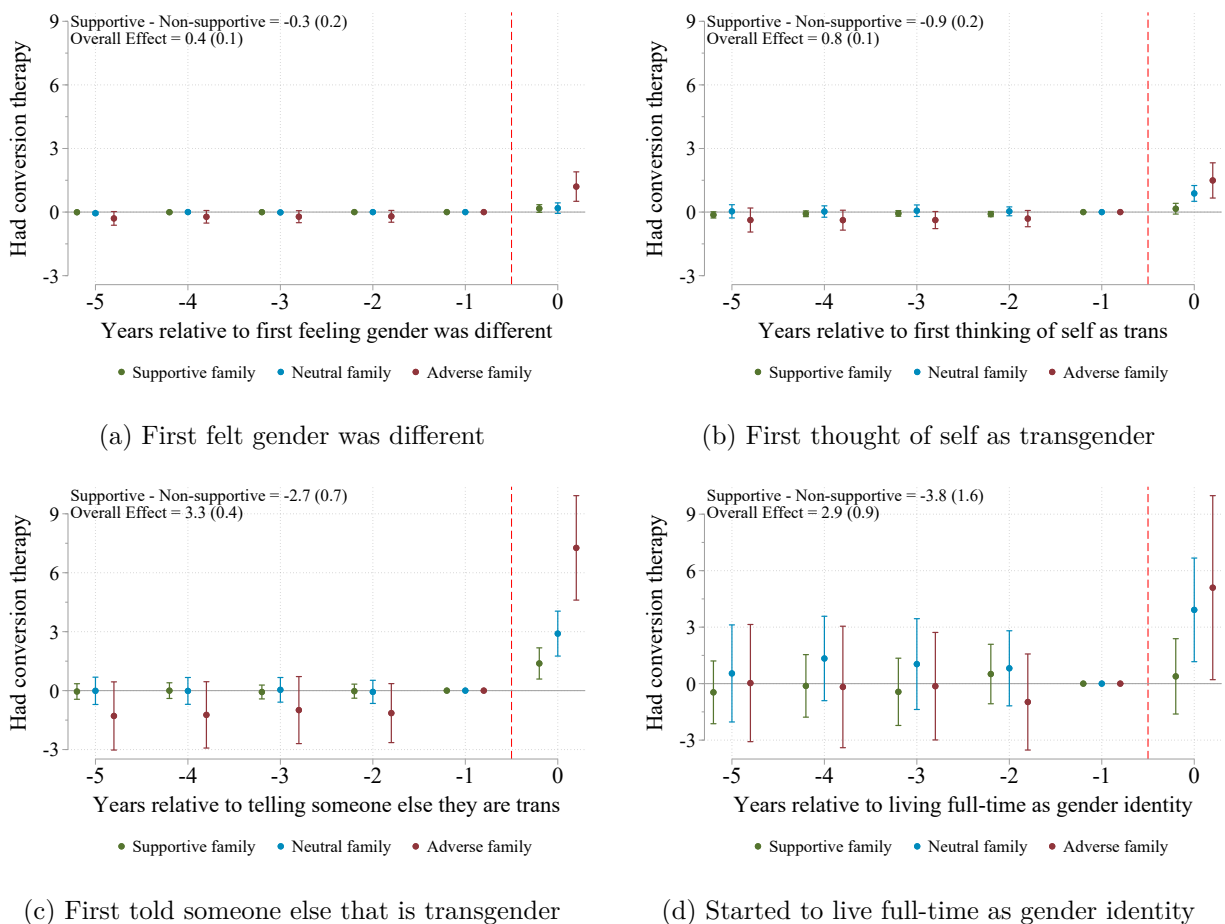 Supportive - Non-supportive = -0.3 (0.2)
Overall Effect = 0.4 (0.1)
Had conversion therapy
9
6
3
0
-3
-5 -4 -3 -2 -1 0
Years relative to first feeling gender was different
Supportive family Neutral family Adverse family
(a) First felt gender was different
Supportive - Non-supportive = -0.9 (0.2)
Overall Effect = 0.8 (0.1)
Had conversion therapy
9
6
3
0
-3
-5 -4 -3 -2 -1 0
Years relative to first thinking of self as trans
Supportive family Neutral family Adverse family
(b) First thought of self as transgender
Supportive - Non-supportive = -2.7 (0.7)
Overall Effect = 3.3 (0.4)
Had conversion therapy
9
6
3
0
-3
-5 -4 -3 -2 -1 0
Years relative to telling someone else they are trans
Supportive family Neutral family Adverse family
(c) First told someone else that is transgender
Supportive - Non-supportive = -3.8 (1.6)
Overall Effect = 2.9 (0.9)
Had conversion therapy
9
6
3
0
-3
-5 -4 -3 -2 -1 0
Years relative to living full-time as gender identity
Supportive family Neutral family Adverse family
(d) Started to live full-time as gender identity